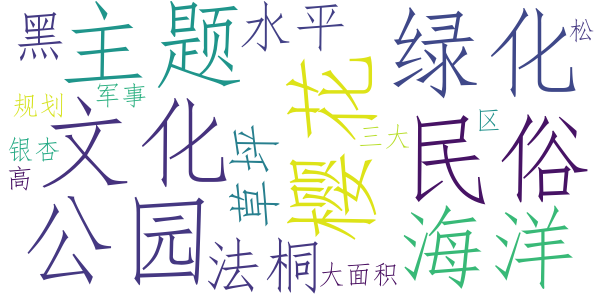 黑
主题
水平
绿化
松
规划
军事
文化
樱花
三大
区
民俗
银杏
高
草坪
公园
法桐
大面积
海洋